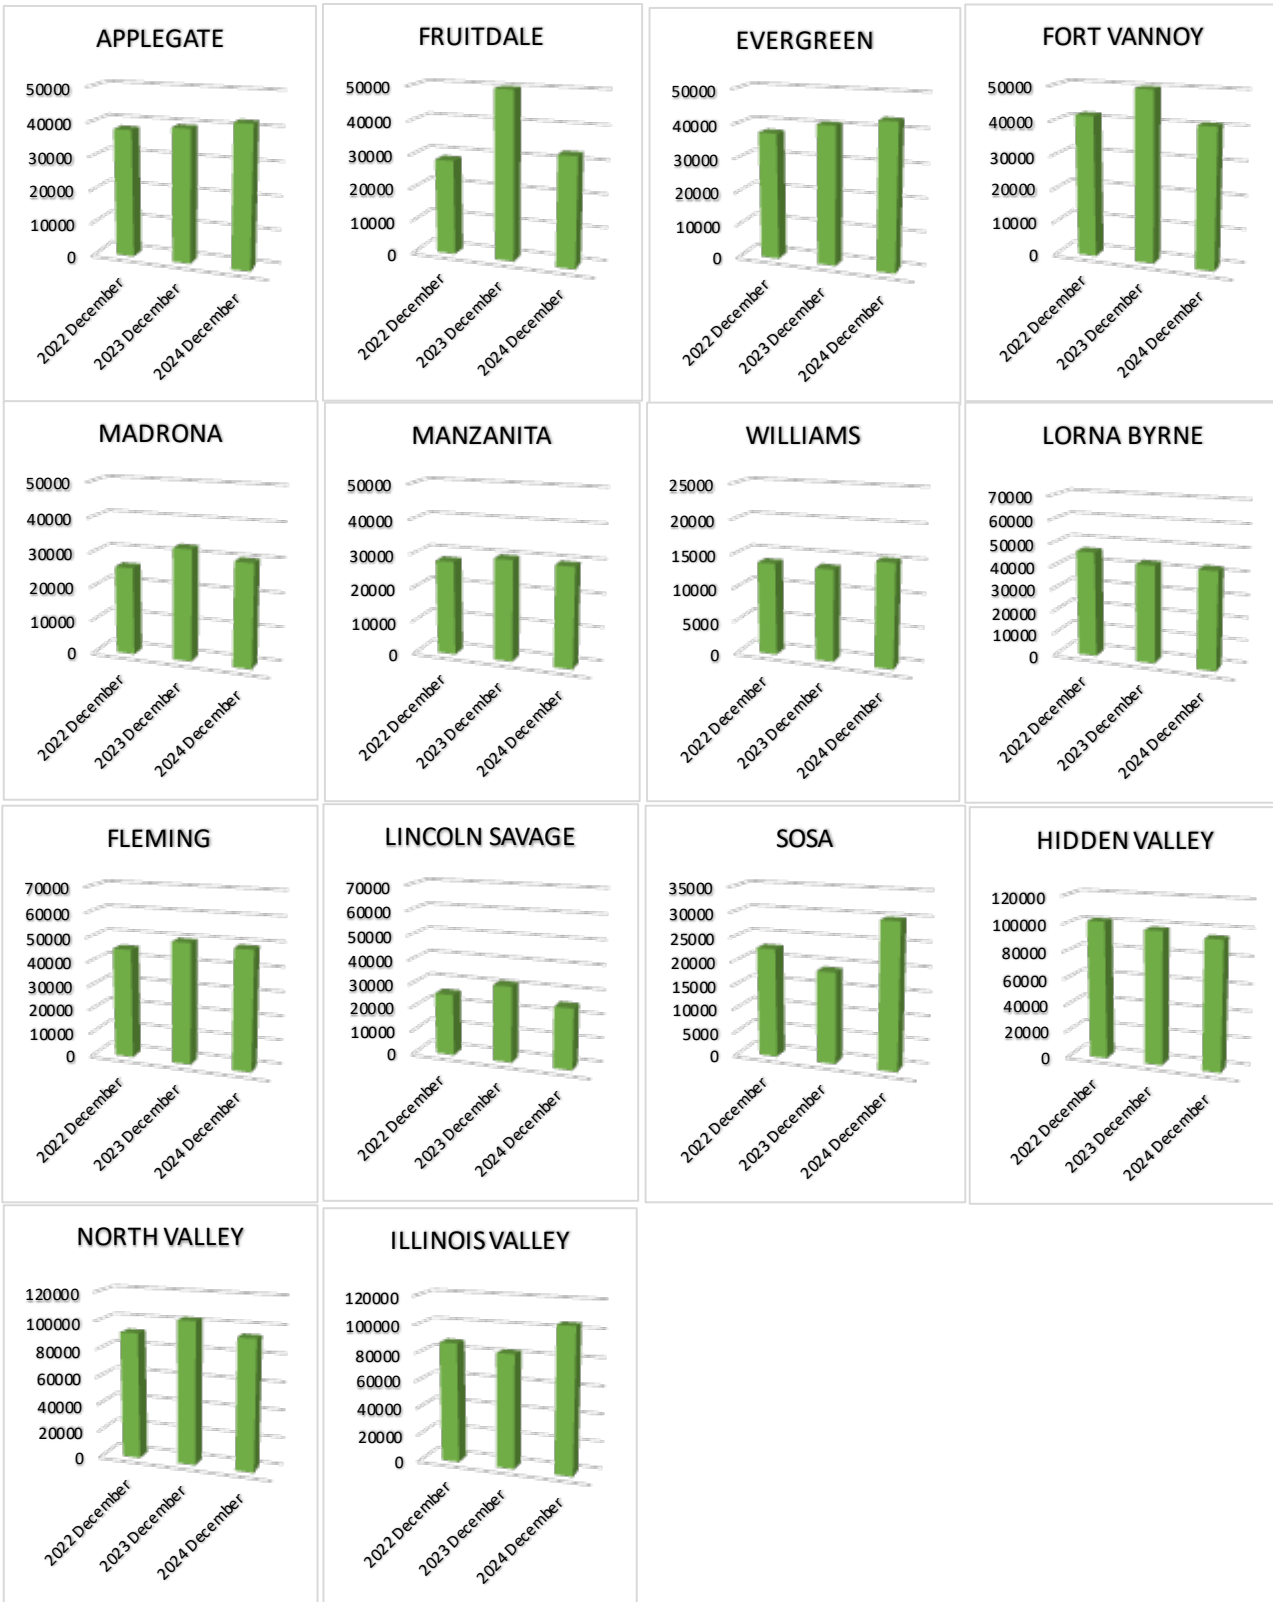 APPLEGATE
50000
40000
30000
20000
10000
0
2022 December
2023 December
2024 December
FRUITDALE
50000
40000
30000
20000
10000
0
2022 December
2023 December
2024 December
EVERGREEN
50000
40000
30000
20000
10000
0
2022 December
2023 December
2024 December
FORT VANNOY
50000
40000
30000
20000
10000
0
2022 December
2023 December
2024 December
MADRONA
50000
40000
30000
20000
10000
0
2022 December
2023 December
2024 December
MANZANITA
50000
40000
30000
20000
10000
0
2022 December
2023 December
2024 December
WILLIAMS
25000
20000
15000
10000
5000
0
2022 December
2023 December
2024 December
LORNA BYRNE
70000
60000
50000
40000
30000
20000
10000
0
2022 December
2023 December
2024 December
FLEMING
70000
60000
50000
40000
30000
20000
10000
0
2022 December
2023 December
2024 December
LINCOLN SAVAGE
70000
60000
50000
40000
30000
20000
10000
0
2022 December
2023 December
2024 December
SOSA
35000
30000
25000
20000
15000
10000
5000
0
2022 December
2023 December
2024 December
HIDDEN VALLEY
120000
100000
80000
60000
40000
20000
0
2022 December
2023 December
2024 December
NORTH VALLEY
120000
100000
80000
60000
40000
20000
0
2022 December
2023 December
2024 December
ILLINOIS VALLEY
120000
100000
80000
60000
40000
20000
0
2022 December
2023 December
2024 December